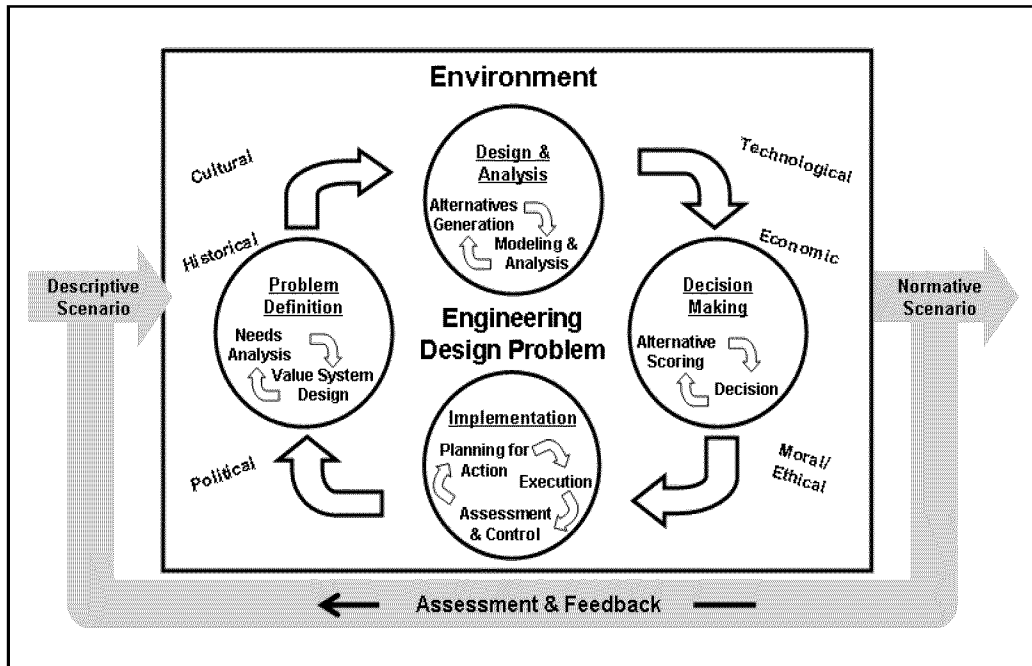 Environment
Cultural
Historical
Political
Technological
Economic
Moral/
Ethical
Descriptive
Scenario
Normative
Scenario
Design &
Analysis
Alternatives
Generation
Modeling &
Analysis
Problem
Definition
Needs
Analysis
Value System
Design
Engineering
Design Problem
Decision
Making
Alternative
Scoring
Decision
Implementation
Planning for
Action
Execution
Assessment
& Control
Assessment & Feedback